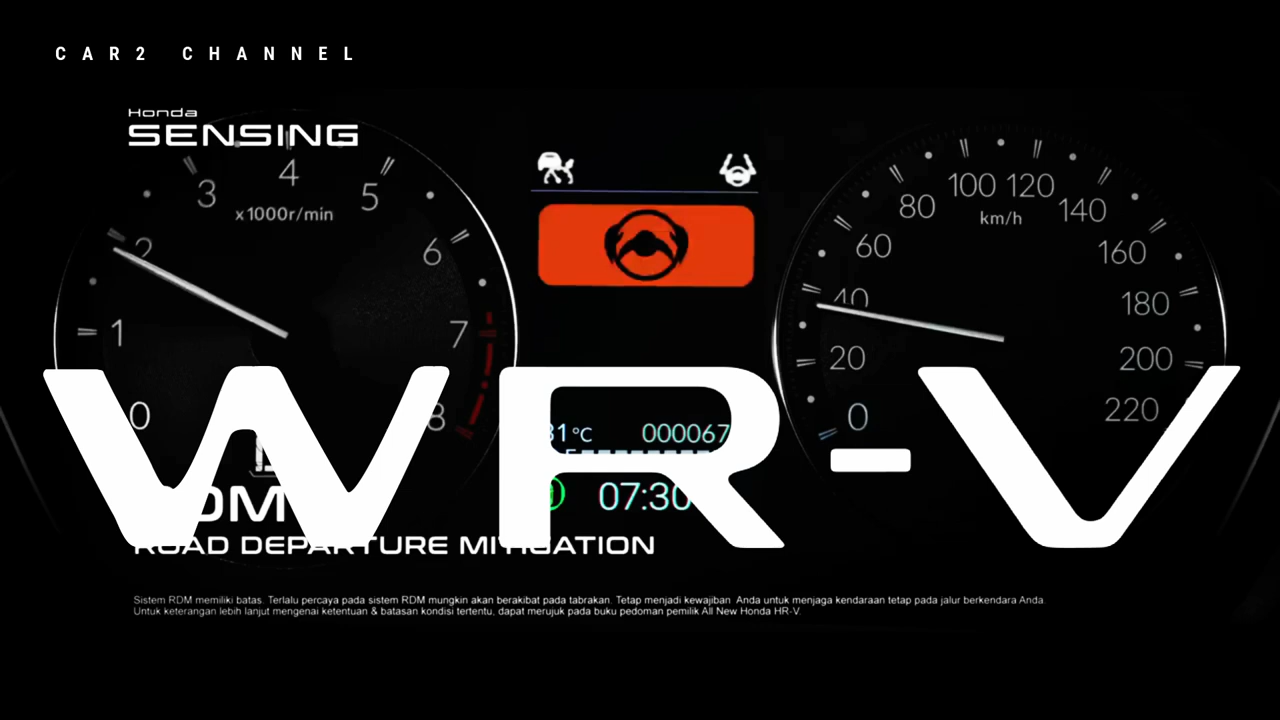 CAR2 CHANNEL
Honda
SENSING
3 4 5
x1000r/min
2 6
1 7
0 8
80 100 120 140
km/h
60 160
40 180
20 200
0 220
°C 000067
07:30
WR-V
ROAD DEPARTURE MITIGATION
Sistem RDM memiliki batas. Terlalu percaya pada sistem RDM mungkin akan berakibat pada tabrakan. Tetap menjadi kewajiban Anda untuk menjaga kendaraan tetap pada jalur berkendara Anda.
Untuk keterangan lebih lanjut mengenai ketentuan & batasan kondisi tertentu, dapat merujuk pada buku pedoman pemilik All New Honda HR-V.